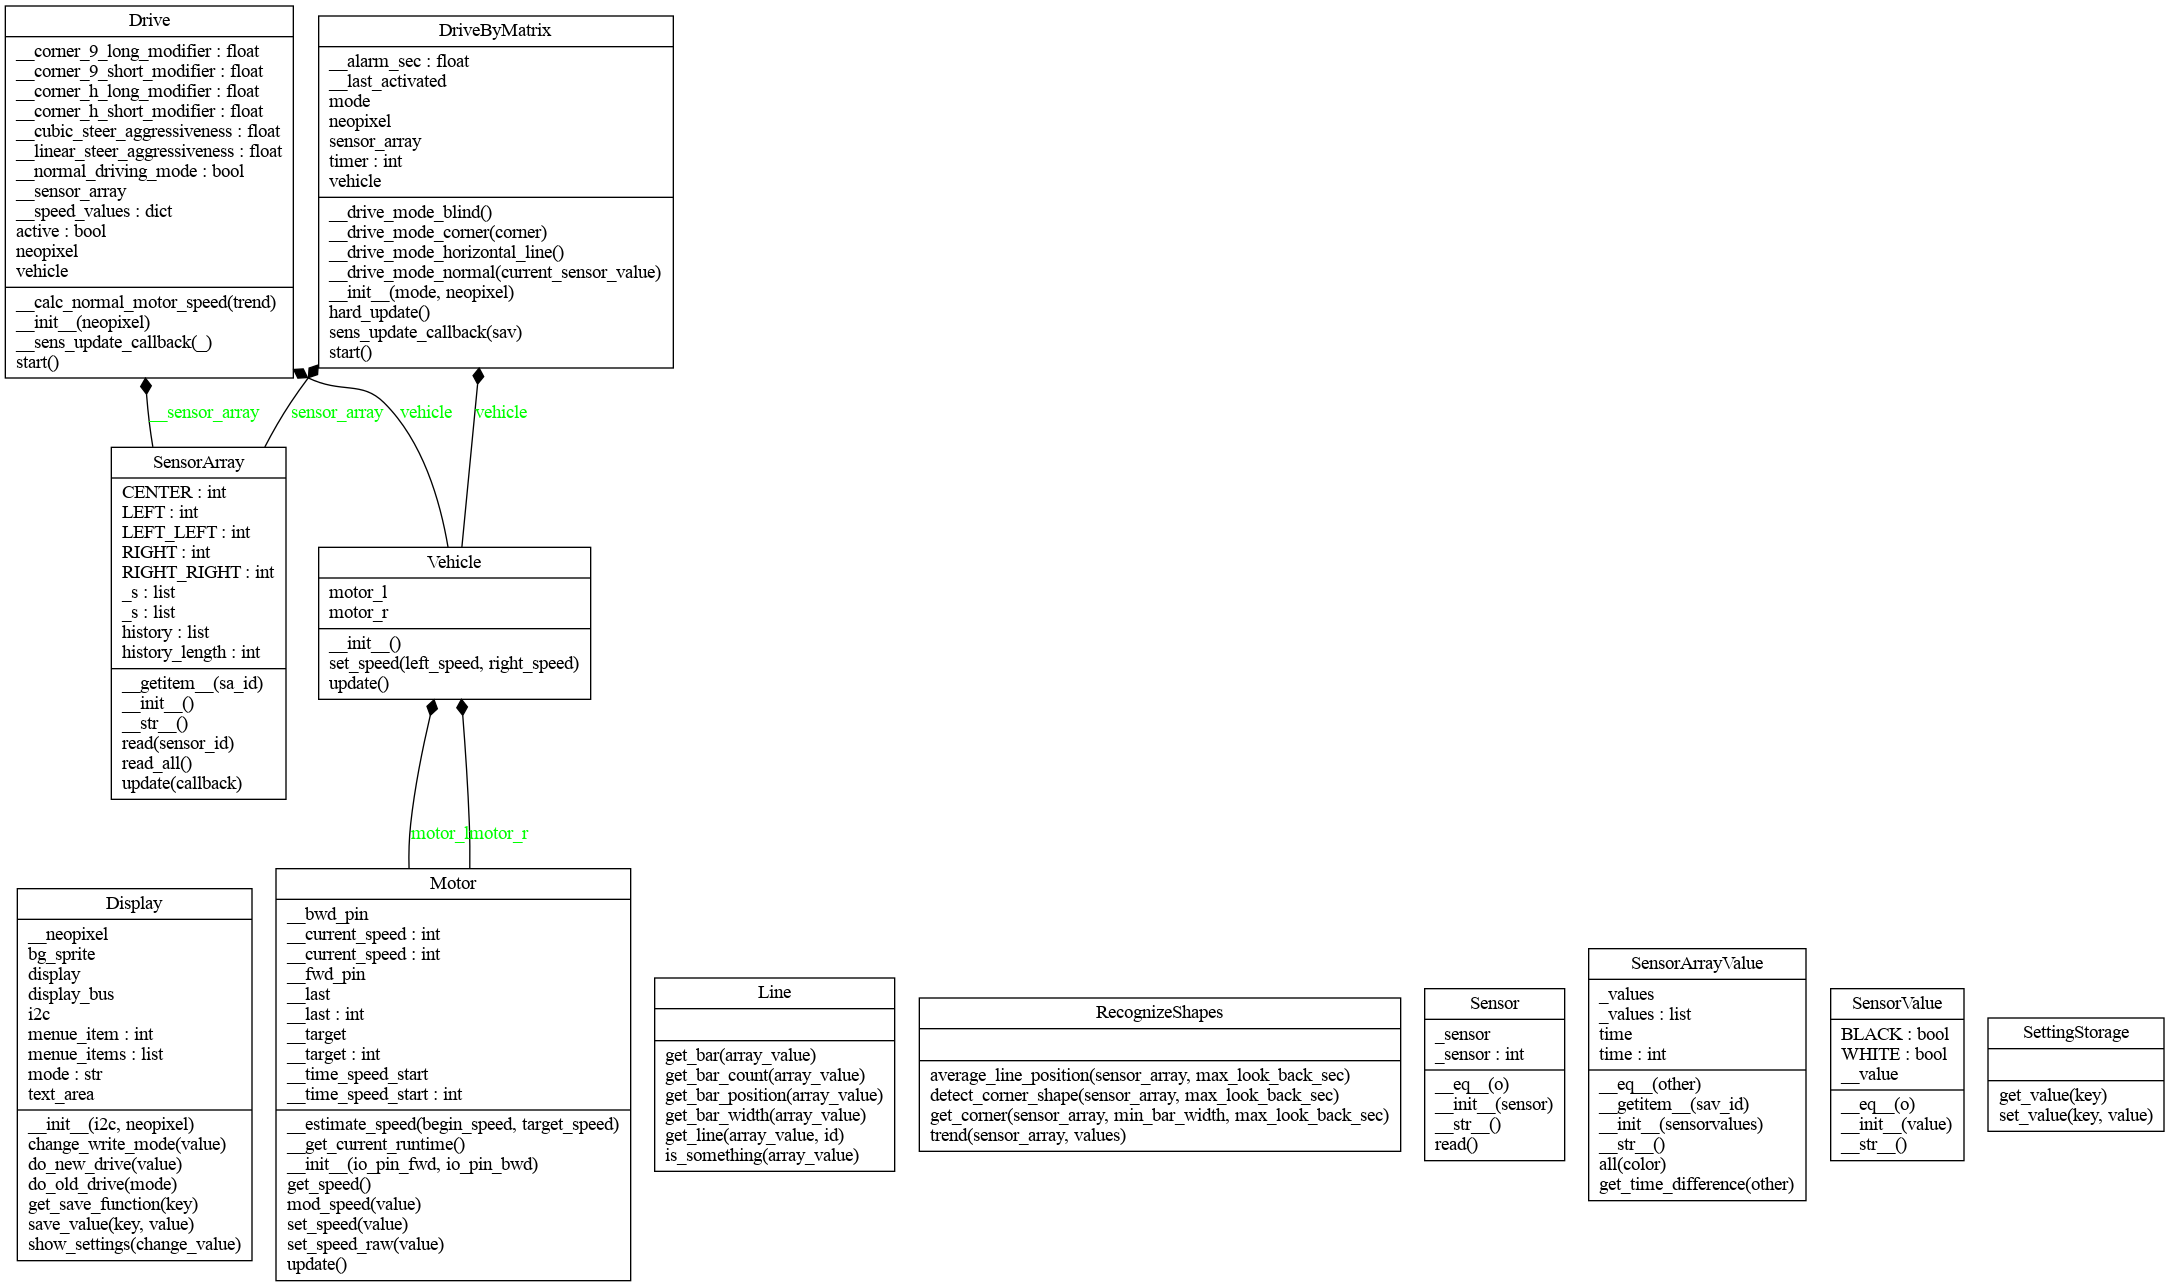 Drive
__corner_9_long_modifier : float
__corner_9_short_modifier : float
__corner_h_long_modifier : float
__corner_h_short_modifier : float
__cubic_steer_aggressiveness : float
__linear_steer_aggressiveness : float
__normal_driving_mode : bool
__sensor_array
__speed_values : dict
active : bool
neopixel
vehicle
__calc_normal_motor_speed(trend)
__init__(neopixel)
__sens_update_callback(_)
start()
DriveByMatrix
__alarm_sec : float
__last_activated
mode
neopixel
sensor_array
timer : int
vehicle
__drive_mode_blind()
__drive_mode_corner(corner)
__drive_mode_horizontal_line()
__drive_mode_normal(current_sensor_value)
__init__(mode, neopixel)
hard_update()
sens_update_callback(sav)
start()
__sensor_array
sensor_array
vehicle
vehicle
SensorArray
CENTER : int
LEFT : int
LEFT_LEFT : int
RIGHT : int
RIGHT_RIGHT : int
_s : list
_s : list
history : list
history_length : int
__getitem__(sa_id)
__init__()
__str__()
read(sensor_id)
read_all()
update(callback)
Vehicle
motor_l
motor_r
__init__()
set_speed(left_speed, right_speed)
update()
motor_l
motor_r
Display
__neopixel
bg_sprite
display
display_bus
i2c
menue_item : int
menue_items : list
mode : str
text_area
__init__(i2c, neopixel)
change_write_mode(value)
do_new_drive(value)
do_old_drive(mode)
get_save_function(key)
save_value(key, value)
show_settings(change_value)
Motor
__bwd_pin
__current_speed : int
__current_speed : int
__fwd_pin
__last
__last : int
__target
__target : int
__time_speed_start
__time_speed_start : int
__estimate_speed(begin_speed, target_speed)
__get_current_runtime()
__init__(io_pin_fwd, io_pin_bwd)
get_speed()
mod_speed(value)
set_speed(value)
set_speed_raw(value)
update()
Line
get_bar(array_value)
get_bar_count(array_value)
get_bar_position(array_value)
get_bar_width(array_value)
get_line(array_value, id)
is_something(array_value)
RecognizeShapes
average_line_position(sensor_array, max_look_back_sec)
detect_corner_shape(sensor_array, max_look_back_sec)
get_corner(sensor_array, min_bar_width, max_look_back_sec)
trend(sensor_array, values)
Sensor
_sensor
_sensor : int
__eq__(o)
__init__(sensor)
__str__()
read()
SensorArrayValue
_values
_values : list
time
time : int
__eq__(other)
__getitem__(sav_id)
__init__(sensorvalues)
__str__()
all(color)
get_time_difference(other)
SensorValue
BLACK : bool
WHITE : bool
__value
__eq__(o)
__init__(value)
__str__()
SettingStorage
get_value(key)
set_value(key, value)